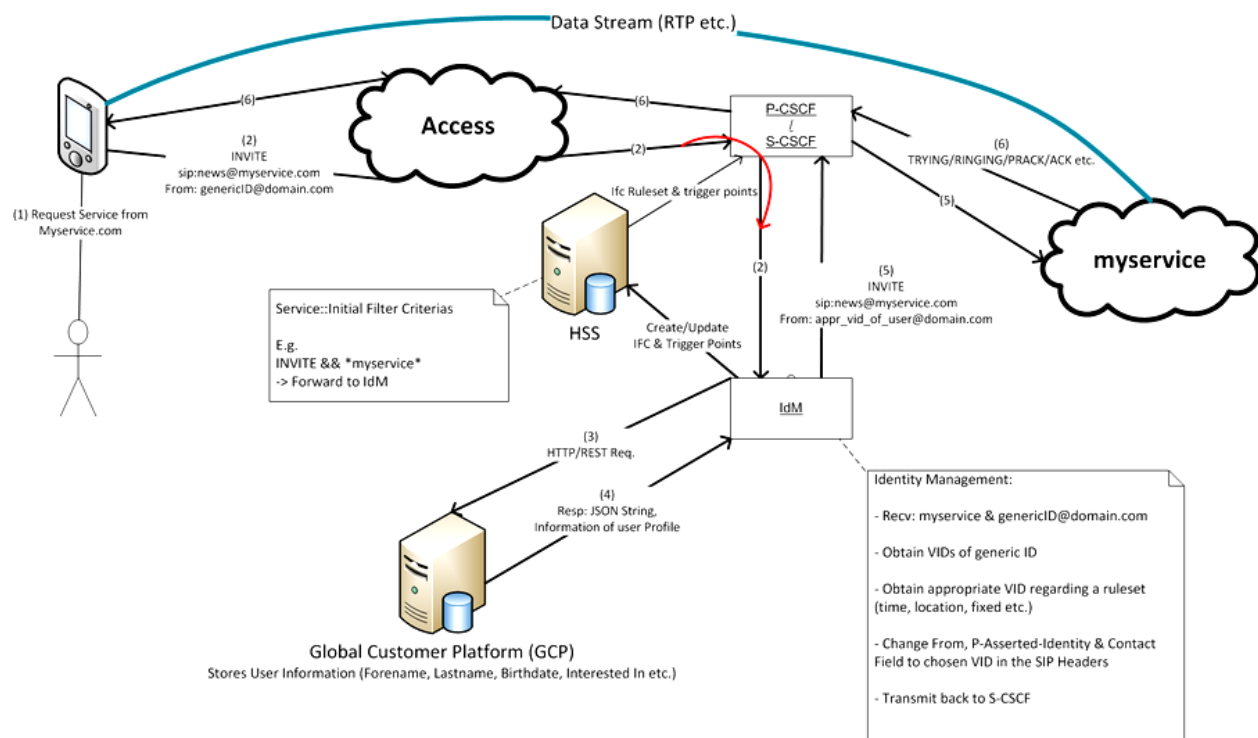 Data Stream (RTP etc.)
(6)
Access
(6)
P-CSCF
/
S-CSCF
(2)
INVITE
sip:news@myservice.com
From: genericID@domain.com
(2)
(6)
TRYING/RINGING/PRACK/ACK etc.
(1) Request Service from
Myservice.com
Ifc Ruleset & trigger points
(5)
myservice
(2)
(5)
INVITE
sip:news@myservice.com
From: appr_vid_of_user@domain.com
Service::Initial Filter Criterias
E.g.
INVITE && *myservice*
-> Forward to IdM
HSS
Create/Update
IFC & Trigger Points
IdM
(3)
HTTP/REST Req.
(4)
Resp: JSON String,
Information of user Profile
Identity Management:
- Recv: myservice & genericID@domain.com
- Obtain VIDs of generic ID
- Obtain appropriate VID regarding a ruleset
(time, location, fixed etc.)
- Change From, P-Asserted-Identity & Contact
Field to chosen VID in the SIP Headers
- Transmit back to S-CSCF
Global Customer Platform (GCP)
Stores User Information (Forename, Lastname, Birthdate, Interested In etc.)